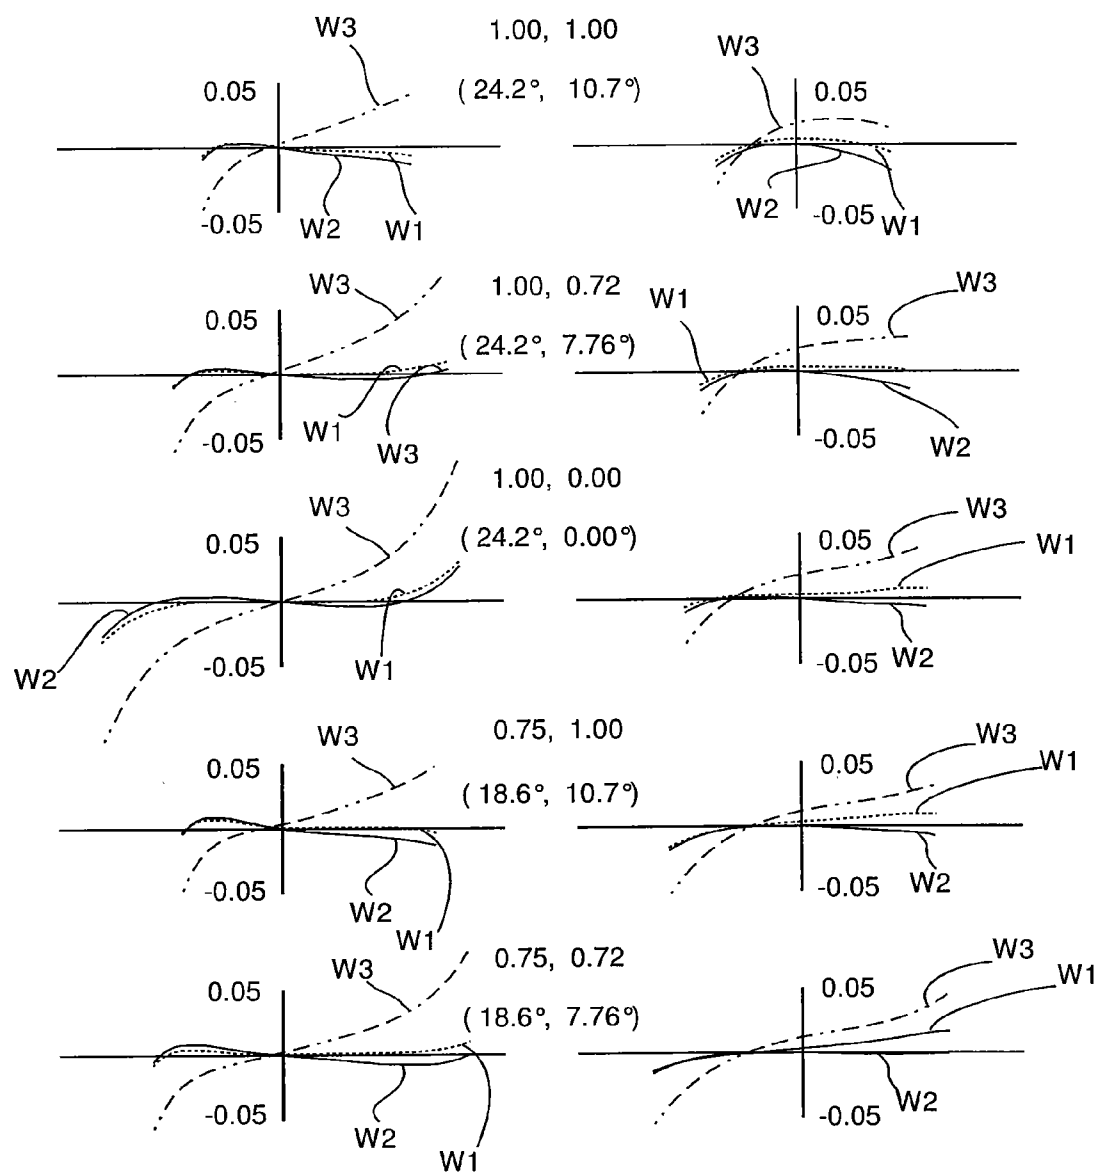 W3
1.00, 1.00
W3
0.05
(24.2°, 10.7°)
0.05
-0.05
W2
W1
W2
-0.05
W1
W3
1.00, 0.72
W1
W3
0.05
(24.2°, 7.76°)
0.05
-0.05
W1
W3
-0.05
W2
W3
1.00, 0.00
W3
0.05
(24.2°, 0.00°)
0.05
W1
W2
-0.05
W1
-0.05
W2
W3
0.75, 1.00
W3
0.05
(18.6°, 10.7°)
0.05
W1
-0.05
W2
W1
-0.05
W2
W3
0.75, 0.72
W3
0.05
(18.6°, 7.76°)
0.05
W1
-0.05
W2
W1
-0.05
W2